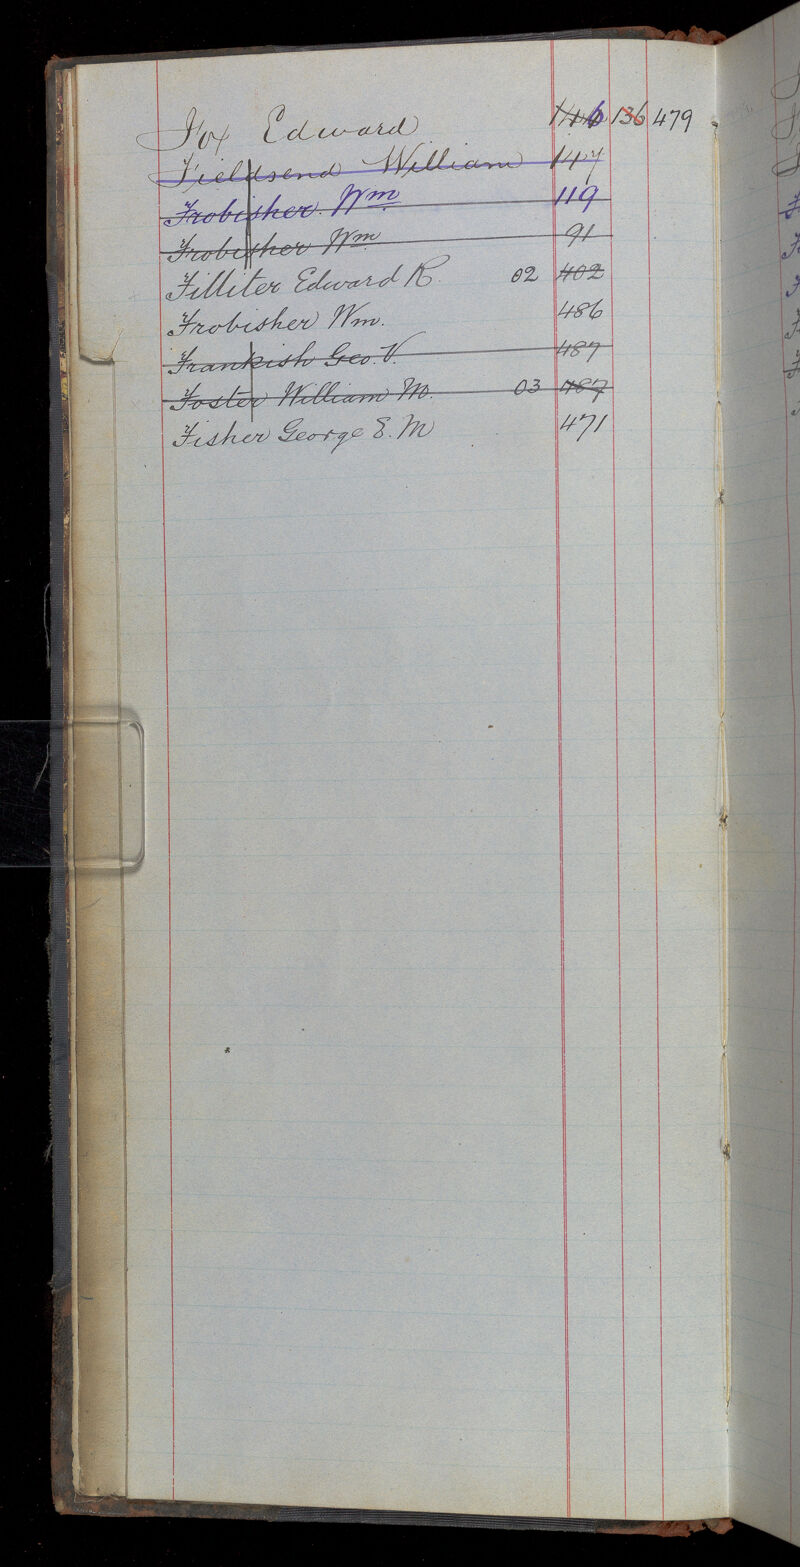 Fox Edward 136 479
Fieldsend William 147
Frobisher Wm 119
Frobisher Wm 91
Filliter Edward R. 02 402
Frobisher Wm. 486
Frankish Geo. V. 487
Foster William M. 03 487
Fisher George E. M 471